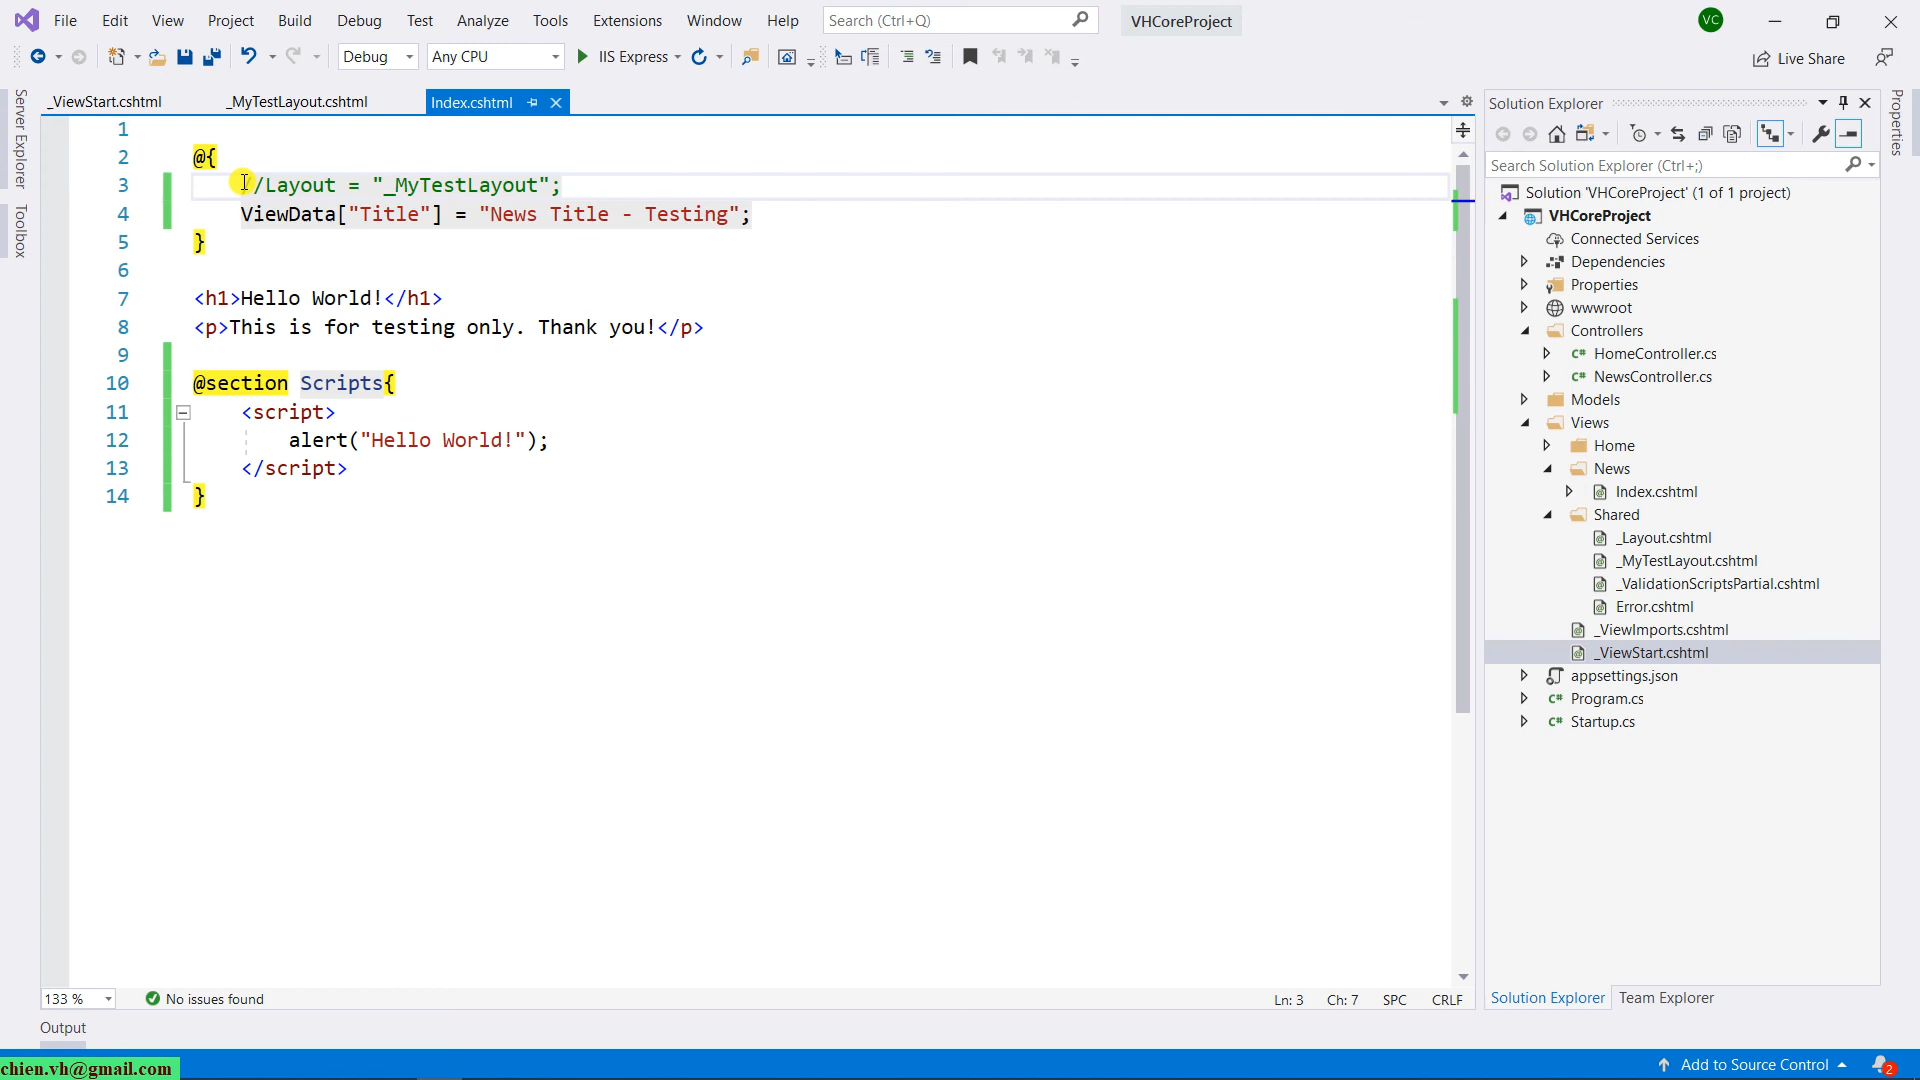 File Edit View Project Build Debug Test Analyze Tools Extensions Window Help Search (Ctrl+Q) VHCoreProject VC
Debug Any CPU IIS Express Live Share
Server Explorer
Toolbox
_ViewStart.cshtml _MyTestLayout.cshtml Index.cshtml
1
2 @{
3 //Layout = "_MyTestLayout";
4 ViewData["Title"] = "News Title - Testing";
5 }
6
7 <h1>Hello World!</h1>
8 <p>This is for testing only. Thank you!</p>
9
10 @section Scripts{
11 <script>
12 alert("Hello World!");
13 </script>
14 }
133 % No issues found Ln: 3 Ch: 7 SPC CRLF
Output
Solution Explorer
Search Solution Explorer (Ctrl+;)
Solution 'VHCoreProject' (1 of 1 project)
VHCoreProject
Connected Services
Dependencies
Properties
wwwroot
Controllers
C# HomeController.cs
C# NewsController.cs
Models
Views
Home
News
Index.cshtml
Shared
_Layout.cshtml
_MyTestLayout.cshtml
_ValidationScriptsPartial.cshtml
Error.cshtml
_ViewImports.cshtml
_ViewStart.cshtml
appsettings.json
C# Program.cs
C# Startup.cs
Solution Explorer Team Explorer
Properties
chien.vh@gmail.com
Add to Source Control 2